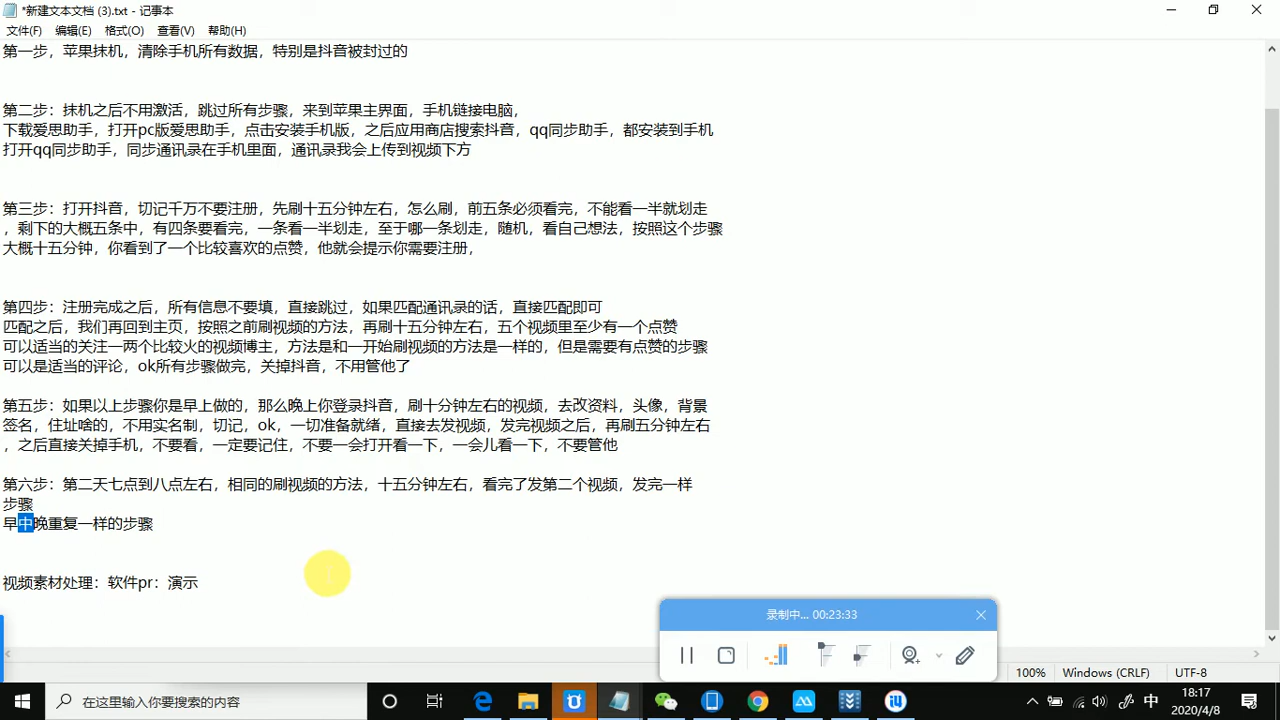 *新建文本文档 (3).txt - 记事本
文件(F) 编辑(E) 格式(O) 查看(V) 帮助(H)
第一步，苹果抹机，清除手机所有数据，特别是抖音被封过的
第二步：抹机之后不用激活，跳过所有步骤，来到苹果主界面，手机链接电脑，
下载爱思助手，打开pc版爱思助手，点击安装手机版，之后应用商店搜索抖音，qq同步助手，都安装到手机
打开qq同步助手，同步通讯录在手机里面，通讯录我会上传到视频下方
第三步：打开抖音，切记千万不要注册，先刷十五分钟左右，怎么刷，前五条必须看完，不能看一半就划走
，剩下的大概五条中，有四条要看完，一条看一半划走，至于哪一条划走，随机，看自己想法，按照这个步骤
大概十五分钟，你看到了一个比较喜欢的点赞，他就会提示你需要注册，
第四步：注册完成之后，所有信息不要填，直接跳过，如果匹配通讯录的话，直接匹配即可
匹配之后，我们再回到主页，按照之前刷视频的方法，再刷十五分钟左右，五个视频里至少有一个点赞
可以适当的关注一两个比较火的视频博主，方法是和一开始刷视频的方法是一样的，但是需要有点赞的步骤
可以是适当的评论，ok所有步骤做完，关掉抖音，不用管他了
第五步：如果以上步骤你是早上做的，那么晚上你登录抖音，刷十分钟左右的视频，去改资料，头像，背景
签名，住址啥的，不用实名制，切记，ok，一切准备就绪，直接去发视频，发完视频之后，再刷五分钟左右
，之后直接关掉手机，不要看，一定要记住，不要一会打开看一下，一会儿看一下，不要管他
第六步：第二天七点到八点左右，相同的刷视频的方法，十五分钟左右，看完了发第二个视频，发完一样
步骤
早中晚重复一样的步骤
视频素材处理：软件pr：演示
录制中... 00:23:33
100% Windows (CRLF) UTF-8
在这里输入你要搜索的内容
中
18:17
2020/4/8